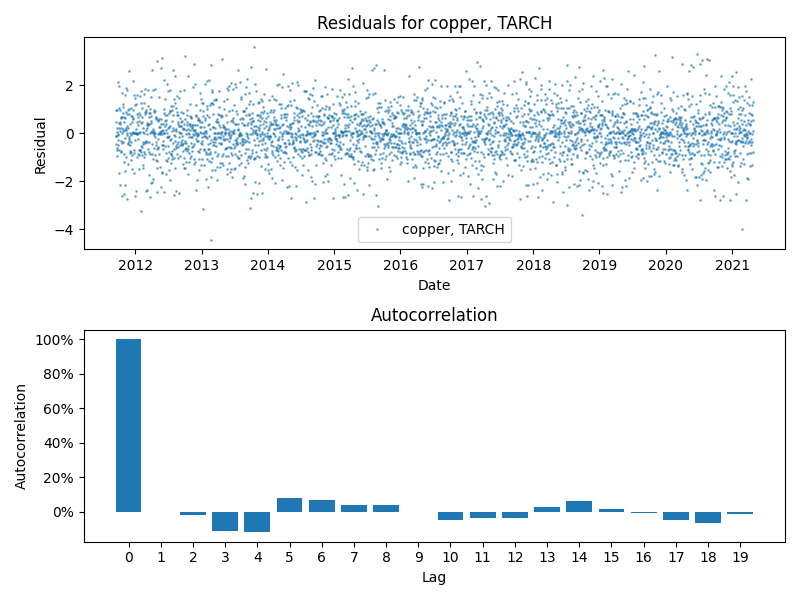 Residuals for copper, TARCH
Residual
2
0
−2
−4
copper, TARCH
2012 2013 2014 2015 2016 2017 2018 2019 2020 2021
Date
Autocorrelation
Autocorrelation
100%
80%
60%
40%
20%
0%
0 1 2 3 4 5 6 7 8 9 10 11 12 13 14 15 16 17 18 19
Lag